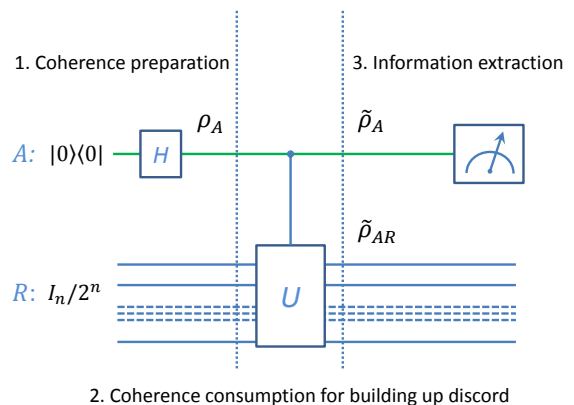 1. Coherence preparation
3. Information extraction
ρ_A
ρ̃_A
A: |0⟩⟨0|
H
ρ̃_AR
R: I_n/2^n
U
2. Coherence consumption for building up discord